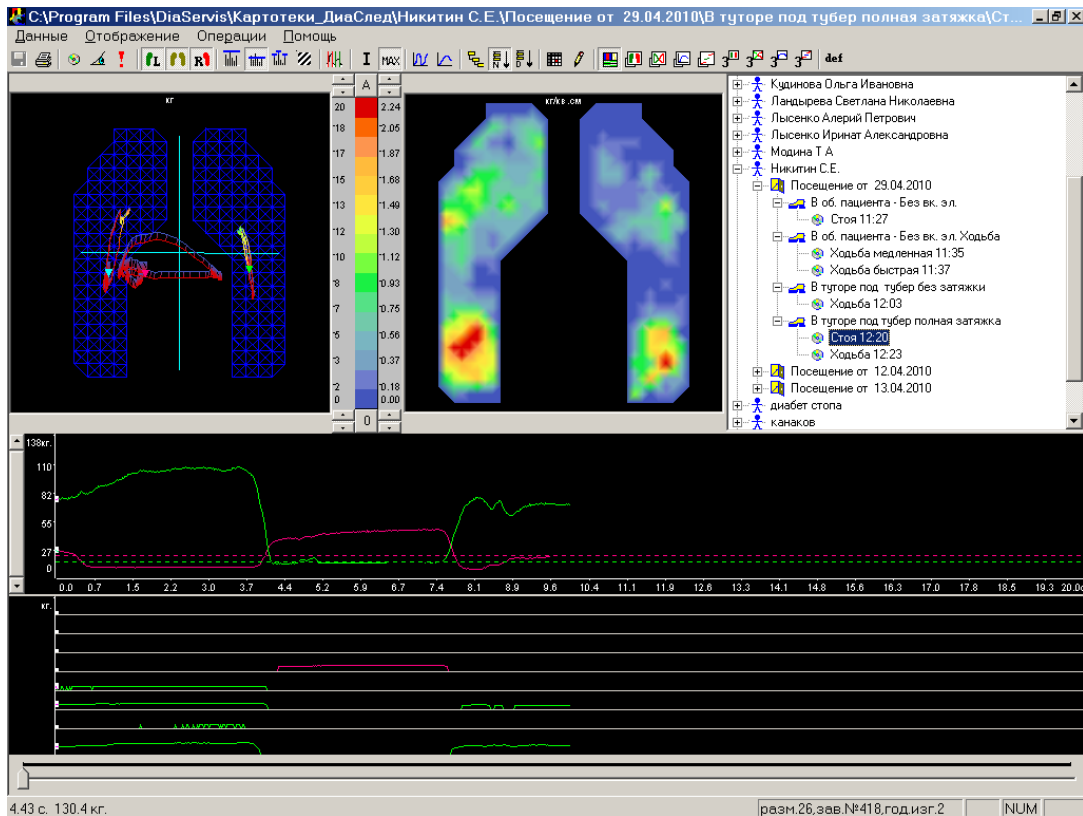 C:\Program Files\DiaServis\Картотеки_ДиаСлед\Никитин С.Е.\Посещение от 29.04.2010\В туторе под тубер полная затяжка\Ст...
Данные Отображение Операции Помощь
L R I MAX N D 3D 3 3 3 def
кг
A
кг/кв.см
20 2.24
18 2.05
17 1.87
15 1.68
13 1.49
12 1.30
10 1.12
8 0.93
7 0.75
5 0.56
3 0.37
2 0.18
0 0.00
0
Кудинова Ольга Ивановна
Ландырева Светлана Николаевна
Лысенко Алерий Петрович
Лысенко Иринат Александровна
Модина Т А
Никитин С.Е.
Посещение от 29.04.2010
В об. пациента - Без вк. эл.
Стоя 11:27
В об. пациента - Без вк. эл. Ходьба
Ходьба медленная 11:35
Ходьба быстрая 11:37
В туторе под тубер без затяжки
Ходьба 12:03
В туторе под тубер полная затяжка
Стоя 12:20
Ходьба 12:23
Посещение от 12.04.2010
Посещение от 13.04.2010
диабет стопа
канаков
138кг.
110
82
55
27
0
0.0 0.7 1.5 2.2 3.0 3.7 4.4 5.2 5.9 6.7 7.4 8.1 8.9 9.6 10.4 11.1 11.9 12.6 13.3 14.1 14.8 15.6 16.3 17.0 17.8 18.5 19.3 20.0
кг.
4.43 с. 130.4 кг.
разм.26,зав.№418,год.изг.2
NUM